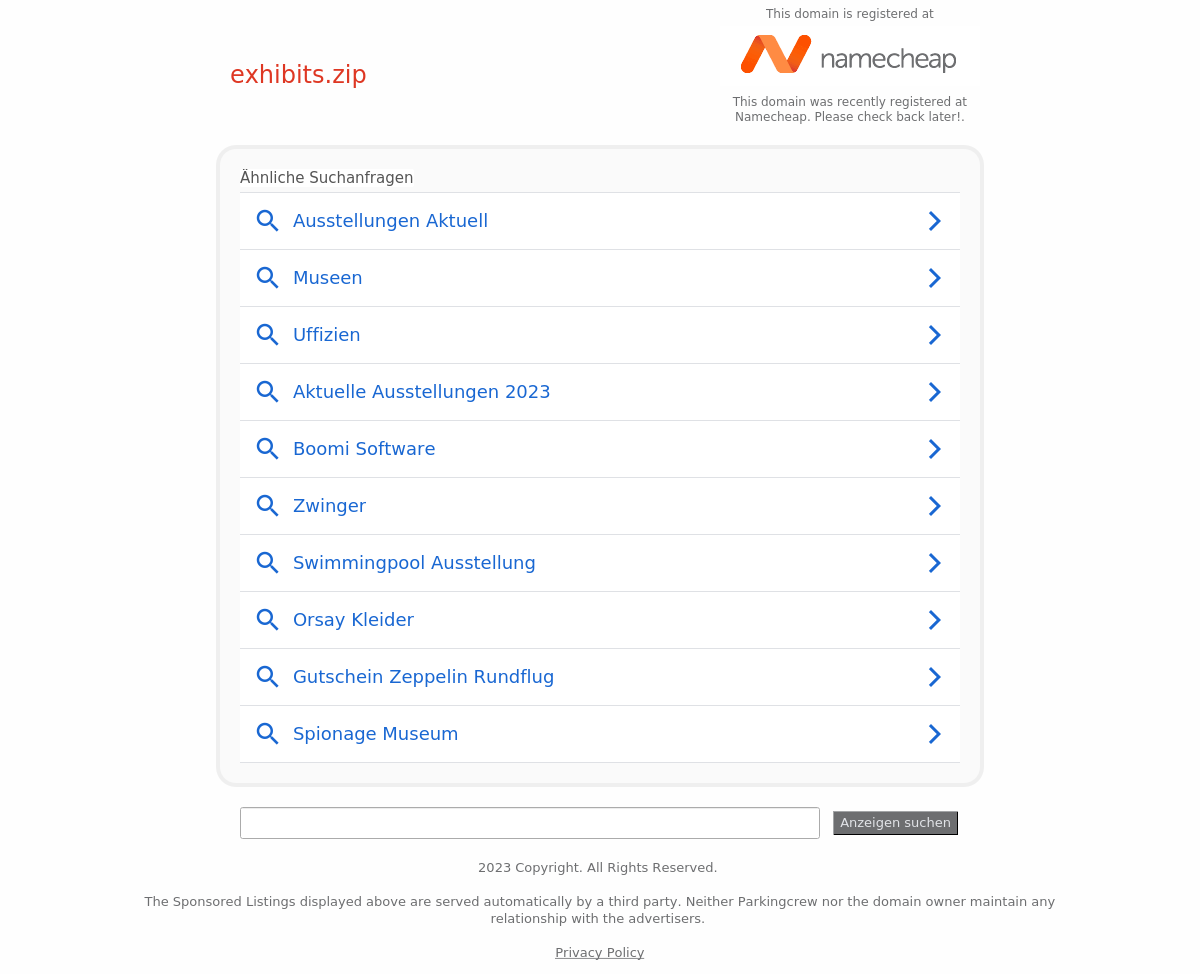 This domain is registered at
namecheap
exhibits.zip
This domain was recently registered at
Namecheap. Please check back later!.
Ähnliche Suchanfragen
Ausstellungen Aktuell
Museen
Uffizien
Aktuelle Ausstellungen 2023
Boomi Software
Zwinger
Swimmingpool Ausstellung
Orsay Kleider
Gutschein Zeppelin Rundflug
Spionage Museum
Anzeigen suchen
2023 Copyright. All Rights Reserved.
The Sponsored Listings displayed above are served automatically by a third party. Neither Parkingcrew nor the domain owner maintain any
relationship with the advertisers.
Privacy Policy